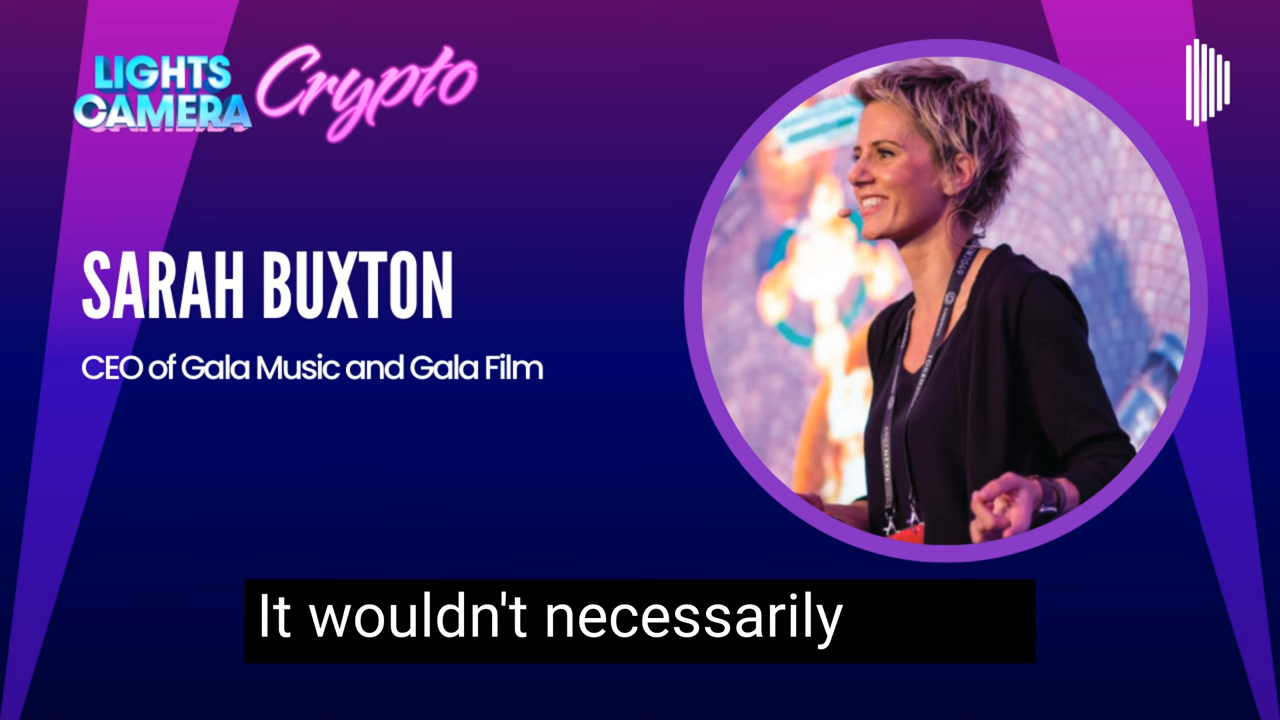 LIGHTS
CAMERA Crypto
SARAH BUXTON
CEO of Gala Music and Gala Film
It wouldn't necessarily